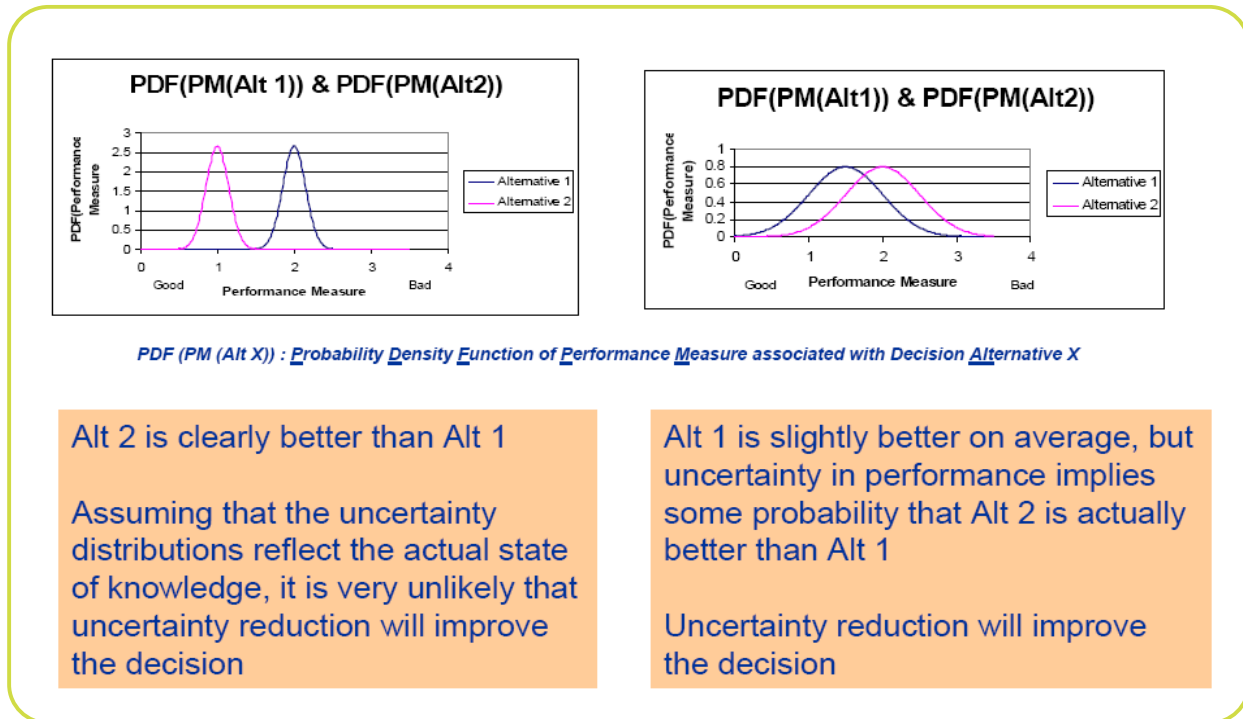 PDF(PM(Alt 1)) & PDF(PM(Alt2))
PDF(Performance
Measure
3
2.5
2
1.5
1
0.5
0
0 1 2 3 4
Good Performance Measure Bad
Alternative 1
Alternative 2
PDF(PM(Alt1)) & PDF(PM(Alt2))
PDF(Performance
Measure)
1
0.8
0.6
0.4
0.2
0
0 1 2 3 4
Good Performance Measure Bad
Alternative 1
Alternative 2
PDF (PM (Alt X)) : Probability Density Function of Performance Measure associated with Decision Alternative X
Alt 2 is clearly better than Alt 1
Assuming that the uncertainty
distributions reflect the actual state
of knowledge, it is very unlikely that
uncertainty reduction will improve
the decision
Alt 1 is slightly better on average, but
uncertainty in performance implies
some probability that Alt 2 is actually
better than Alt 1
Uncertainty reduction will improve
the decision